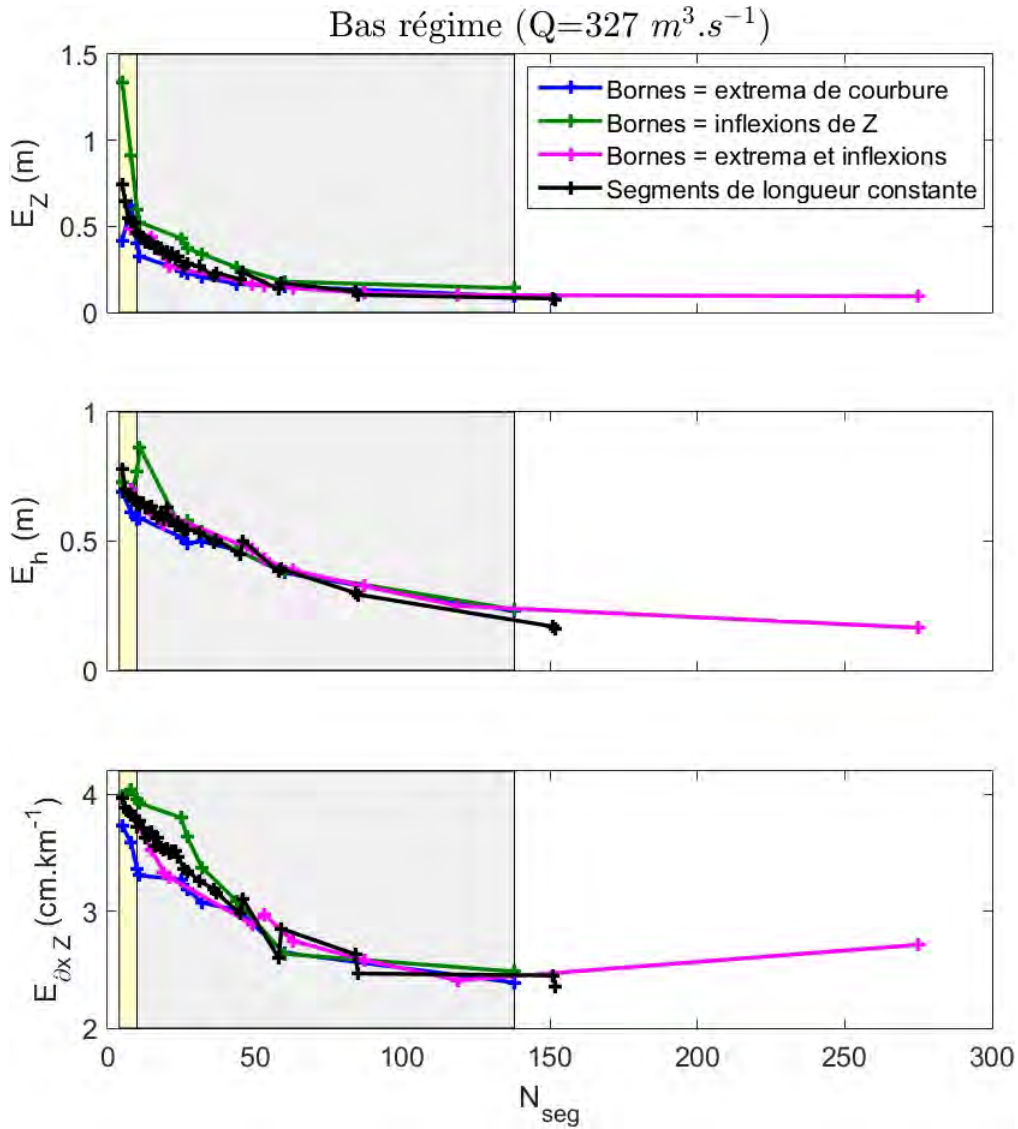 Bas régime (Q=327 m³.s⁻¹)
1.5
1
0.5
0
E_Z (m)
Bornes = extrema de courbure
Bornes = inflexions de Z
Bornes = extrema et inflexions
Segments de longueur constante
1
0.5
0
E_h (m)
4
3
2
E_∂x Z (cm.km⁻¹)
0 50 100 150 200 250 300
N_seg